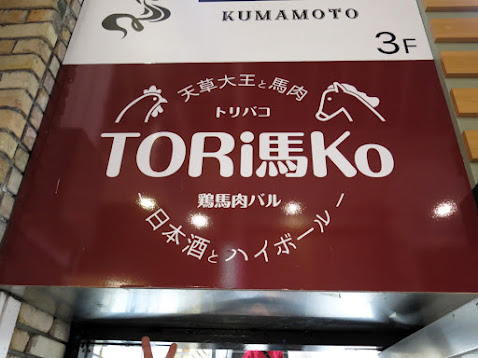 KUMAMOTO
3F
天草大王と馬肉
トリバコ
TORi馬Ko
鶏馬肉バル
日本酒とハイボール